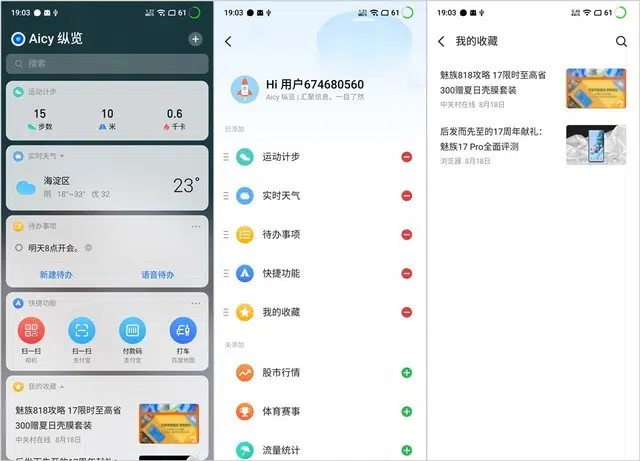 19:03
61
Aicy 纵览
搜索
运动计步
15
10
0.6
步数
米
千卡
实时天气
海淀区
阴 18°~33° 优 32
23°
待办事项
明天8点开会。
新建待办
语音待办
快捷功能
扫一扫
扫一扫
付款码
打车
相机
支付宝
支付宝
百度地图
我的收藏
魅族818攻略 17限时至高省
300赠夏日壳膜套装
中关村在线 8月18日
后发而先至的17周年献礼:
19:03
61
Hi 用户674680560
Aicy 纵览 | 汇聚信息，一目了然
已添加
运动计步
实时天气
待办事项
快捷功能
我的收藏
未添加
股市行情
体育赛事
流量统计
19:03
61
我的收藏
魅族818攻略 17限时至高省
300赠夏日壳膜套装
中关村在线 8月18日
后发而先至的17周年献礼：
魅族17 Pro全面评测
浏览器 8月18日